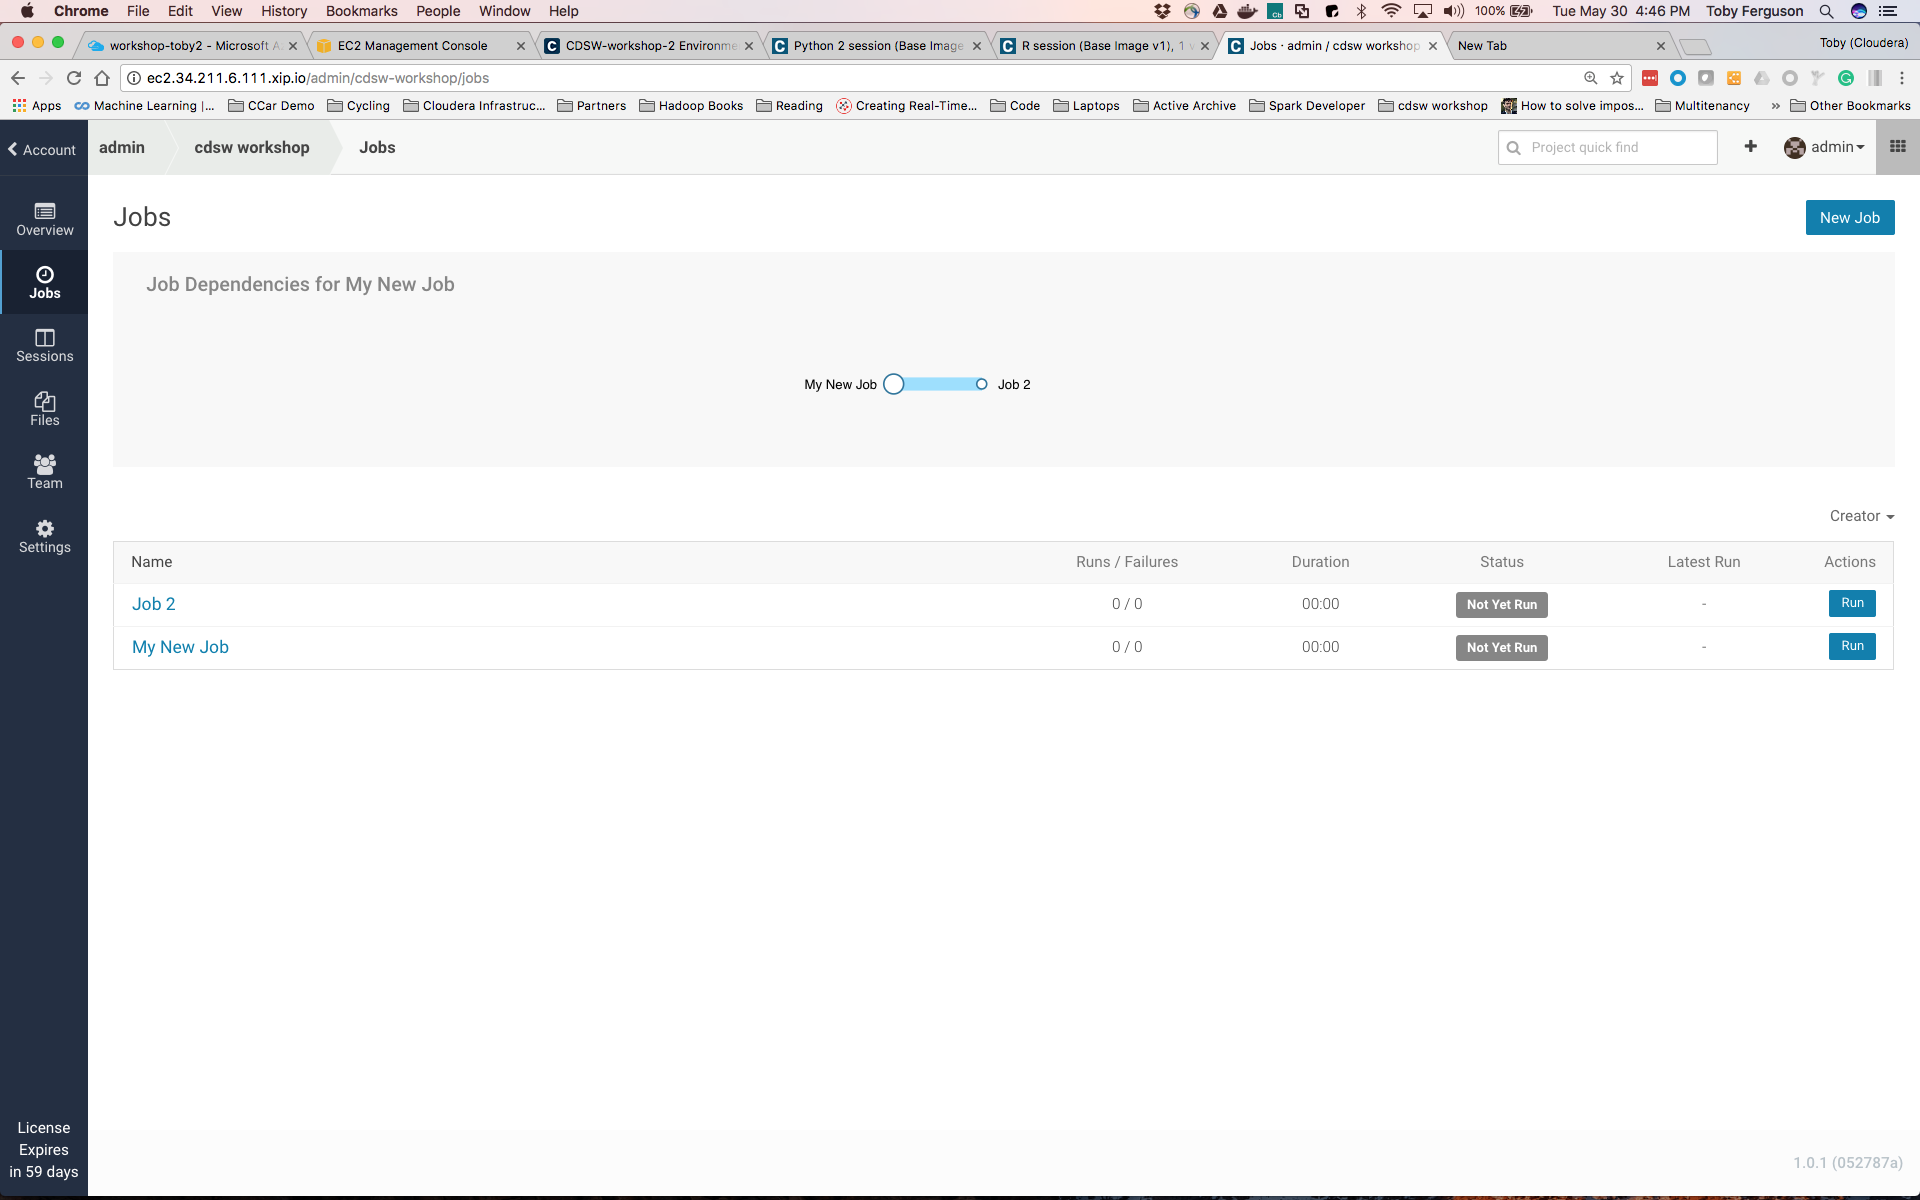 Chrome File Edit View History Bookmarks People Window Help 100% Tue May 30 4:46 PM Toby Ferguson
workshop-toby2 - Microsoft A EC2 Management Console CDSW-workshop-2 Environme Python 2 session (Base Image R session (Base Image v1), 1 v Jobs · admin / cdsw workshop New Tab Toby (Cloudera)
ec2.34.211.6.111.xip.io/admin/cdsw-workshop/jobs
Apps Machine Learning |... CCar Demo Cycling Cloudera Infrastruc... Partners Hadoop Books Reading Creating Real-Time... Code Laptops Active Archive Spark Developer cdsw workshop How to solve impos... Multitenancy » Other Bookmarks
Account admin cdsw workshop Jobs Project quick find + admin
Overview
Jobs
Sessions
Files
Team
Settings
Jobs
New Job
Job Dependencies for My New Job
My New Job Job 2
Creator
Name Runs / Failures Duration Status Latest Run Actions
Job 2 0 / 0 00:00 Not Yet Run - Run
My New Job 0 / 0 00:00 Not Yet Run - Run
License
Expires
in 59 days
1.0.1 (052787a)